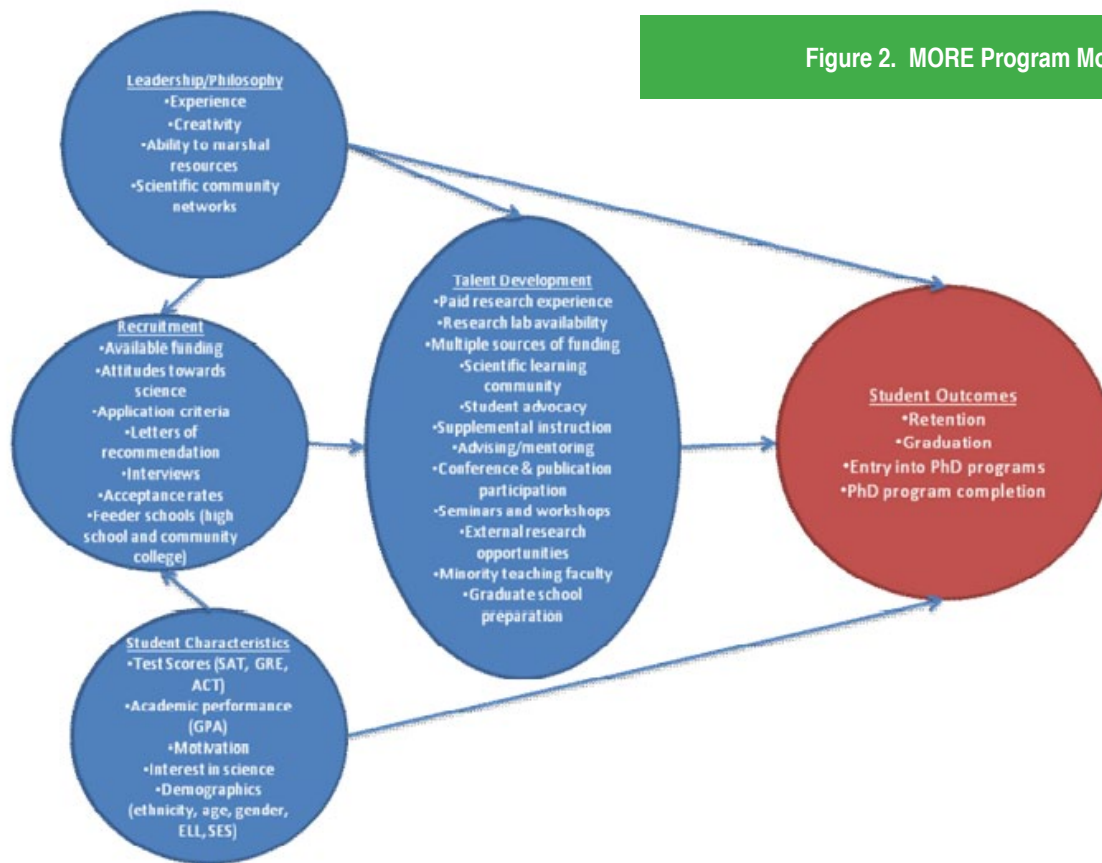 Figure 2. MORE Program Mo
Leadership/Philosophy
•Experience
•Creativity
•Ability to marshal
resources
•Scientific community
networks
Recruitment
•Available funding
•Attitudes towards
science
•Application criteria
•Letters of
recommendation
•Interviews
•Acceptance rates
•Feeder schools (high
school and community
college)
Student Characteristics
•Test Scores (SAT, GRE,
ACT)
•Academic performance
(GPA)
•Motivation
•Interest in science
•Demographics
(ethnicity, age, gender,
ELL, SES)
Talent Development
•Paid research experience
•Research lab availability
•Multiple sources of funding
•Scientific learning
community
•Student advocacy
•Supplemental instruction
•Advising/mentoring
•Conference & publication
participation
•Seminars and workshops
•External research
opportunities
•Minority teaching faculty
•Graduate school
preparation
Student Outcomes
•Retention
•Graduation
•Entry into PhD programs
•PhD program completion